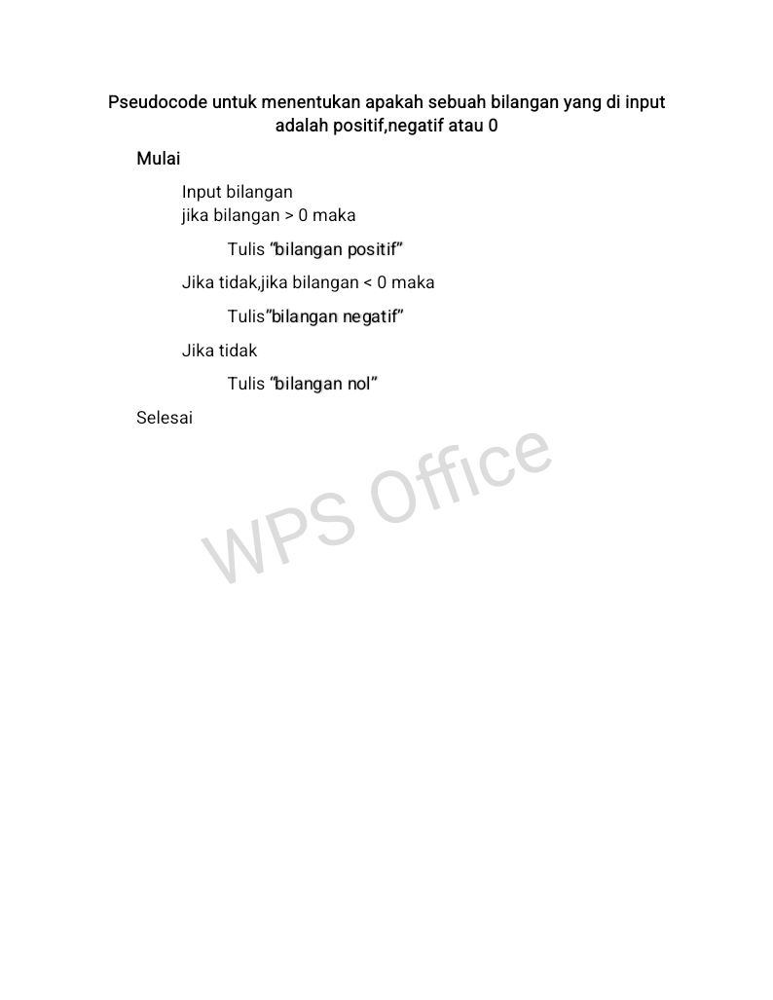 Pseudocode untuk menentukan apakah sebuah bilangan yang di input
adalah positif,negatif atau 0
Mulai
Input bilangan
jika bilangan > 0 maka
Tulis “bilangan positif”
Jika tidak,jika bilangan < 0 maka
Tulis”bilangan negatif”
Jika tidak
Tulis “bilangan nol”
Selesai
WPS Office